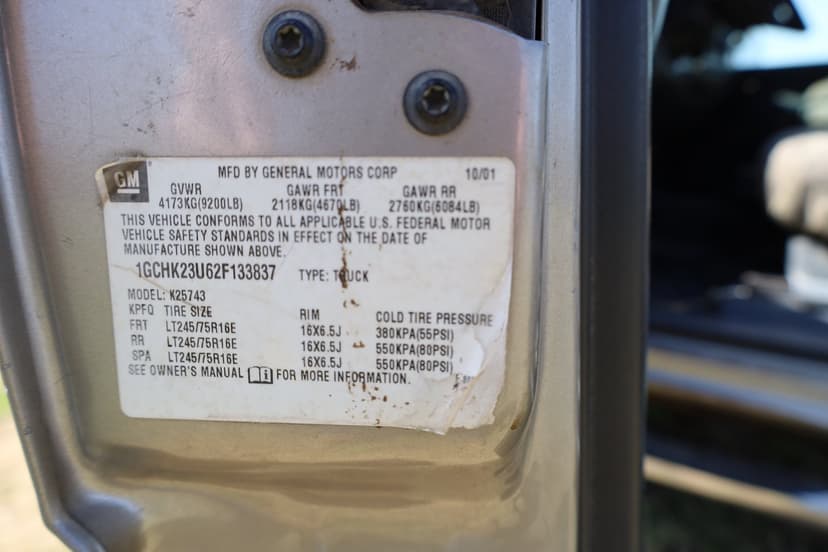 GM
MFD BY GENERAL MOTORS CORP 10/01
GVWR GAWR FRT GAWR RR
4173KG(9200LB) 2118KG(4670LB) 2760KG(6084LB)
THIS VEHICLE CONFORMS TO ALL APPLICABLE U.S. FEDERAL MOTOR
VEHICLE SAFETY STANDARDS IN EFFECT ON THE DATE OF
MANUFACTURE SHOWN ABOVE.
1GCHK23U62F133837 TYPE: TRUCK
MODEL: K25743
KPFQ TIRE SIZE RIM COLD TIRE PRESSURE
FRT LT245/75R16E 16X6.5J 380KPA(55PSI)
RR LT245/75R16E 16X6.5J 550KPA(80PSI)
SPA LT245/75R16E 16X6.5J 550KPA(80PSI)
SEE OWNER'S MANUAL FOR MORE INFORMATION.